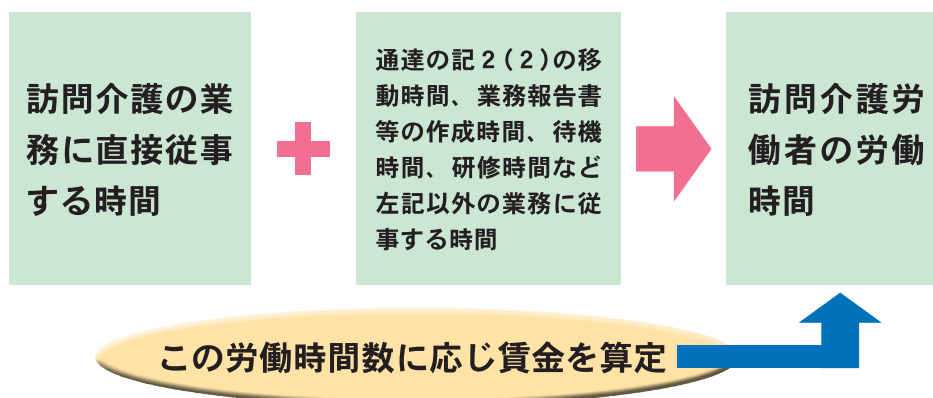 訪問介護の業
務に直接従事
する時間
通達の記２(２)の移
動時間、業務報告書
等の作成時間、待機
時間、研修時間など
左記以外の業務に従
事する時間
訪問介護労
働者の労働
時間
この労働時間数に応じ賃金を算定